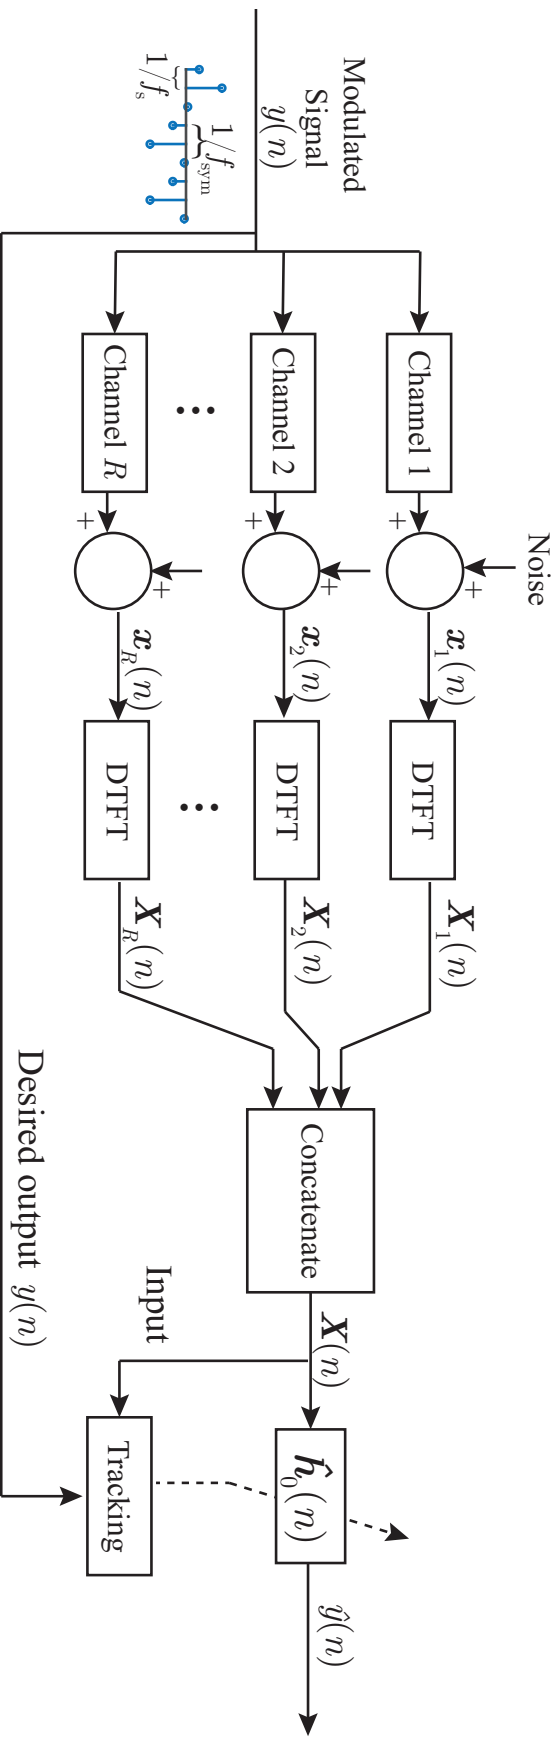 Modulated
Signal
y(n)
1/f_s
1/f_sym
Channel 1
Channel 2
Channel R
...
Noise
+
+
+
+
+
+
x_1(n)
x_2(n)
x_R(n)
DTFT
DTFT
DTFT
...
X_1(n)
X_2(n)
X_R(n)
Concatenate
X(n)
Input
Desired output y(n)
Tracking
ĥ_0(n)
ŷ(n)